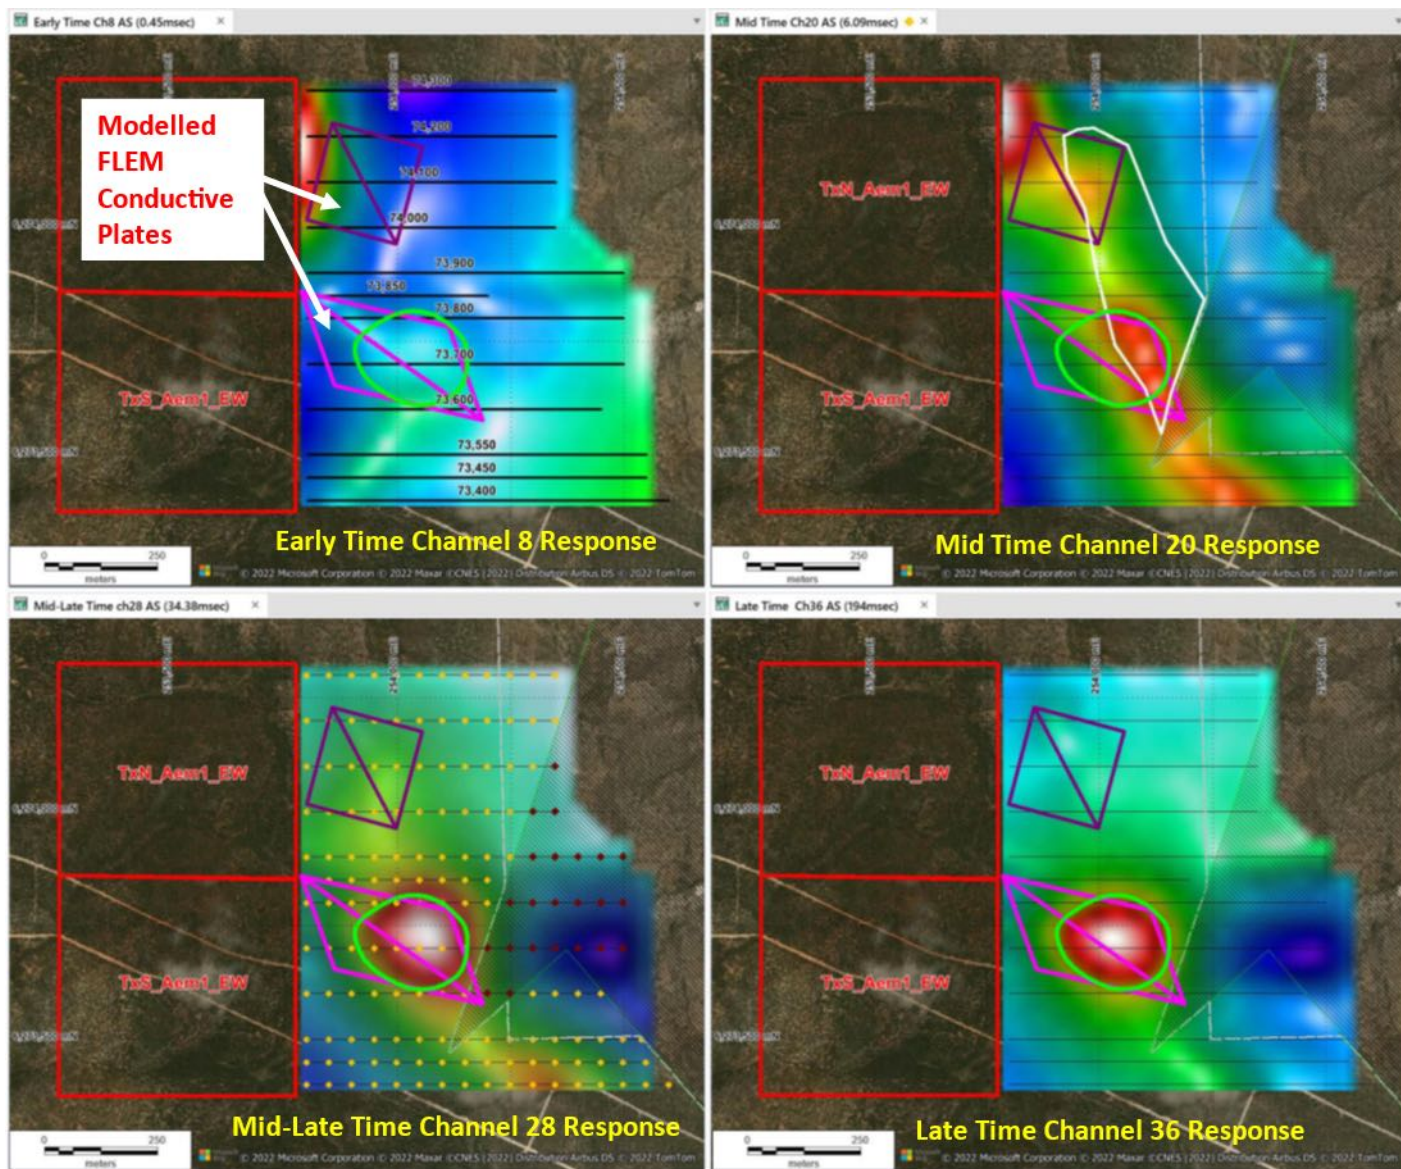 Early Time Ch8 AS (0.45msec)
Modelled
FLEM
Conductive
Plates
74,300
74,200
74,100
74,000
73,900
73,850
73,800
73,700
73,600
73,550
73,450
73,400
TxS_Aem1_EW
Early Time Channel 8 Response
0 250
meters
© 2022 Microsoft Corporation © 2022 Maxar ©CNES (2022) Distribution Airbus DS © 2022 TomTom
Mid Time Ch20 AS (6.09msec)
TxN_Aem1_EW
TxS_Aem1_EW
Mid Time Channel 20 Response
0 250
meters
© 2022 Microsoft Corporation © 2022 Maxar ©CNES (2022) Distribution Airbus DS © 2022 TomTom
Mid-Late Time ch28 AS (34.38msec)
TxN_Aem1_EW
TxS_Aem1_EW
Mid-Late Time Channel 28 Response
0 250
meters
© 2022 Microsoft Corporation © 2022 Maxar ©CNES (2022) Distribution Airbus DS © 2022 TomTom
Late Time Ch36 AS (194msec)
TxN_Aem1_EW
TxS_Aem1_EW
Late Time Channel 36 Response
0 250
meters
© 2022 Microsoft Corporation © 2022 Maxar ©CNES (2022) Distribution Airbus DS © 2022 TomTom